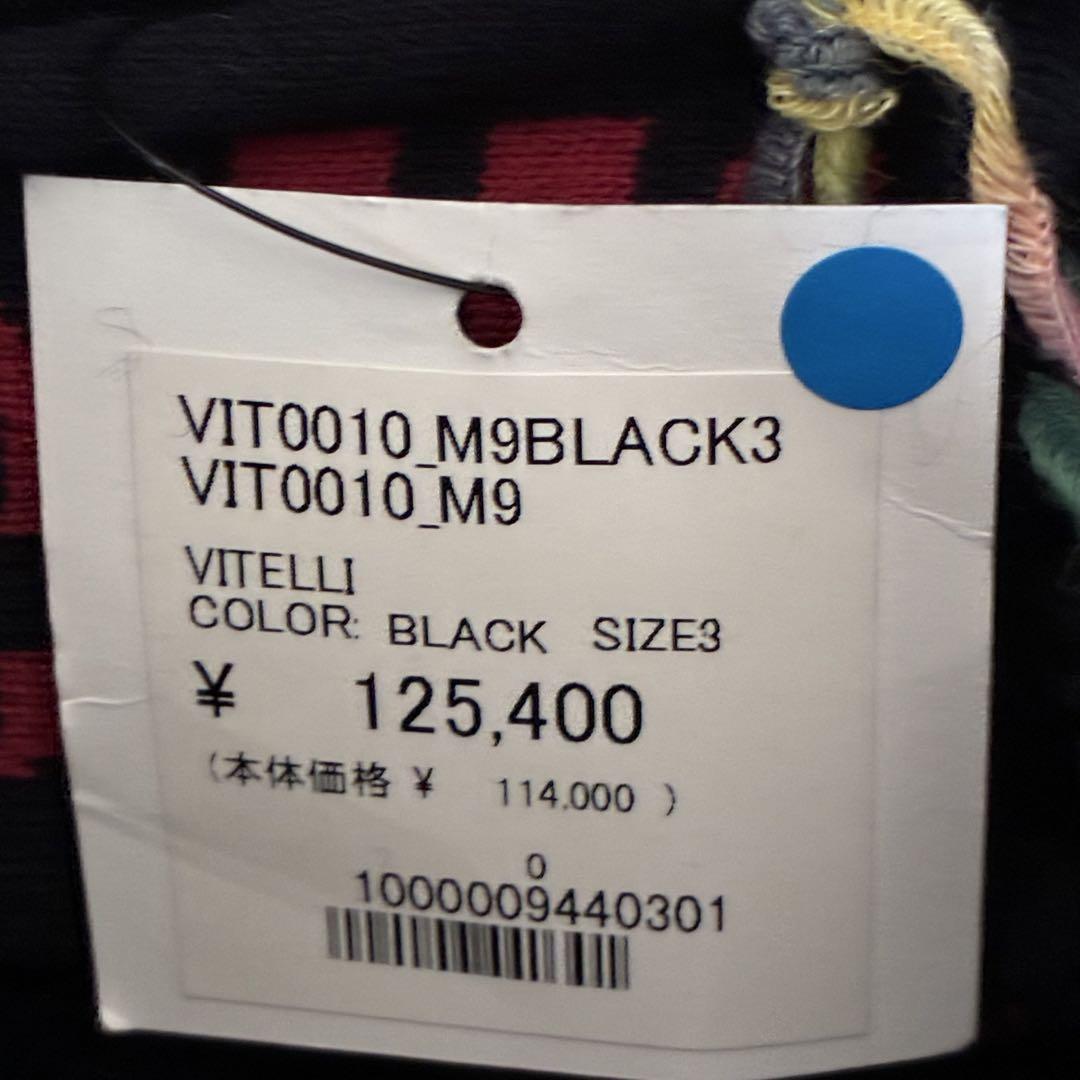 VIT0010_M9BLACK3
VIT0010_M9
VITELLI
COLOR: BLACK SIZE3
¥ 125,400
(本体価格 ¥ 114.000 )
0
1000009440301